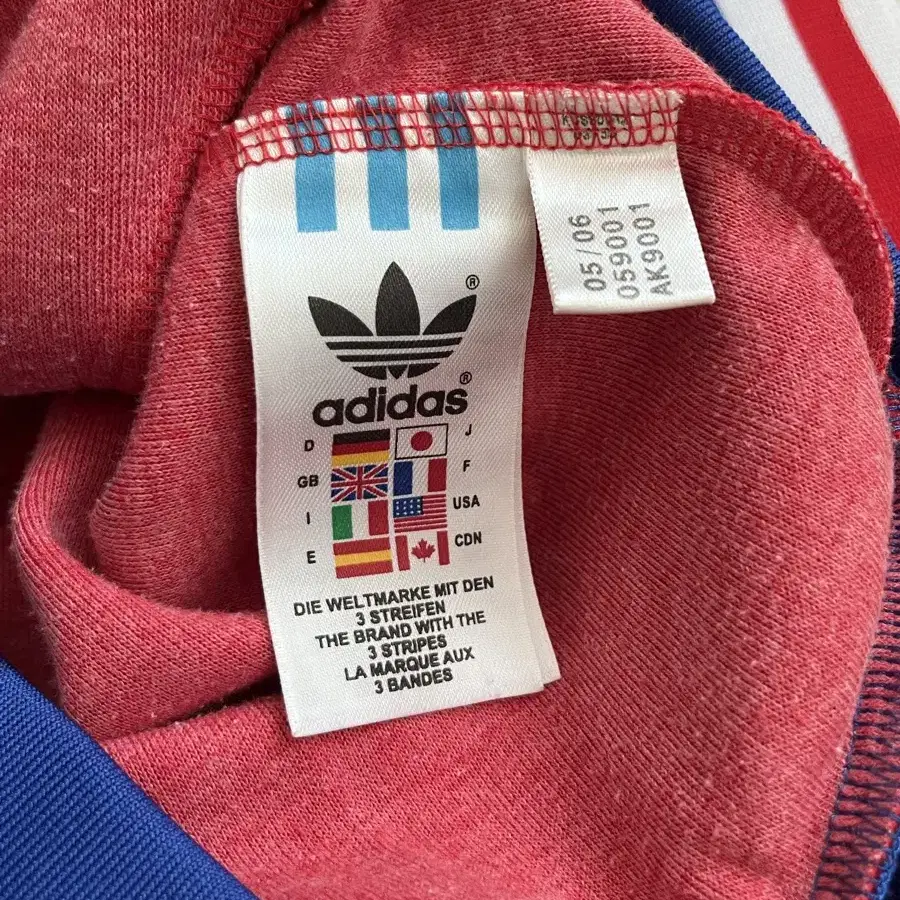 ®
adidas®
D J
GB F
I USA
E CDN
DIE WELTMARKE MIT DEN
3 STREIFEN
THE BRAND WITH THE
3 STRIPES
LA MARQUE AUX
3 BANDES
05/06
059001
AK9001